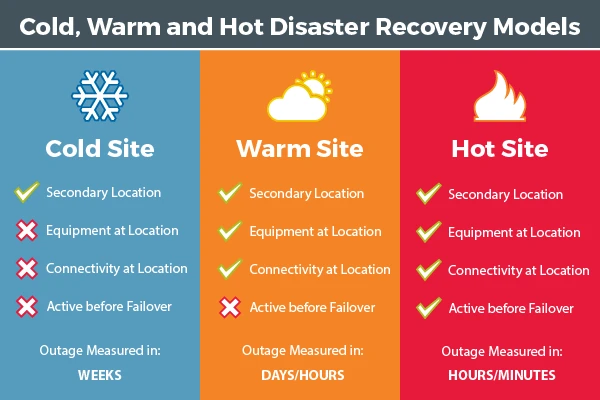 Cold, Warm and Hot Disaster Recovery Models
Cold Site
Secondary Location
Equipment at Location
Connectivity at Location
Active before Failover
Outage Measured in:
WEEKS
Warm Site
Secondary Location
Equipment at Location
Connectivity at Location
Active before Failover
Outage Measured in:
DAYS/HOURS
Hot Site
Secondary Location
Equipment at Location
Connectivity at Location
Active before Failover
Outage Measured in:
HOURS/MINUTES